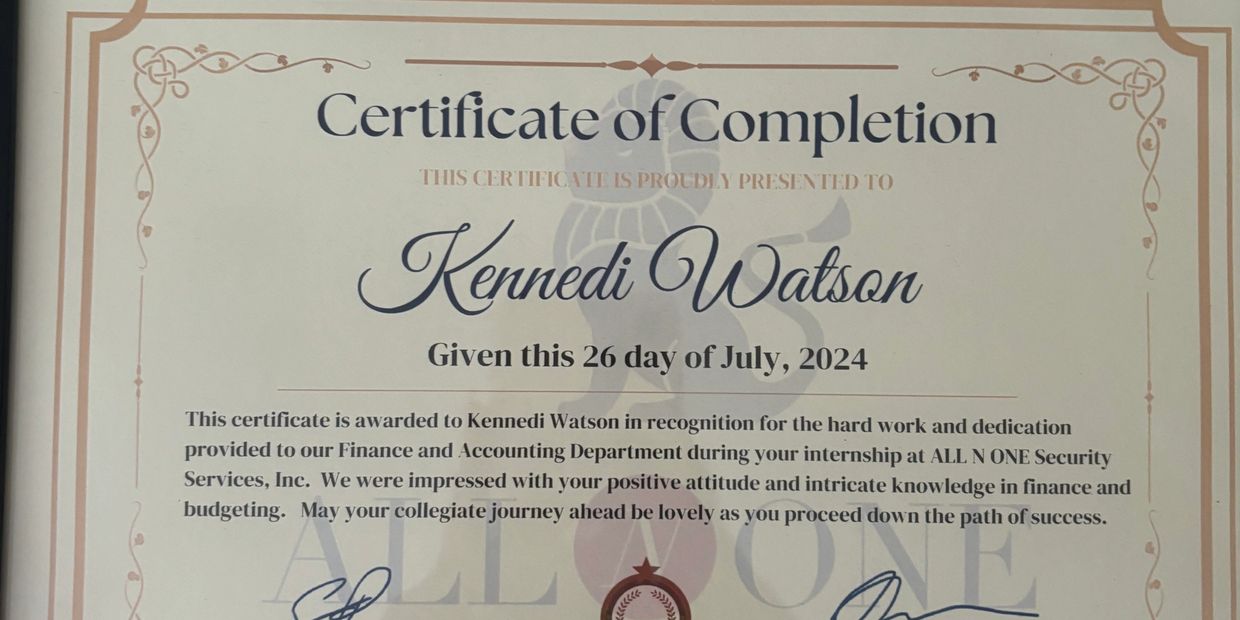 Certificate of Completion
THIS CERTIFICATE IS PROUDLY PRESENTED TO
Kennedi Watson
Given this 26 day of July, 2024
This certificate is awarded to Kennedi Watson in recognition for the hard work and dedication
provided to our Finance and Accounting Department during your internship at ALL N ONE Security
Services, Inc. We were impressed with your positive attitude and intricate knowledge in finance and
budgeting. May your collegiate journey ahead be lovely as you proceed down the path of success.
ALL N ONE